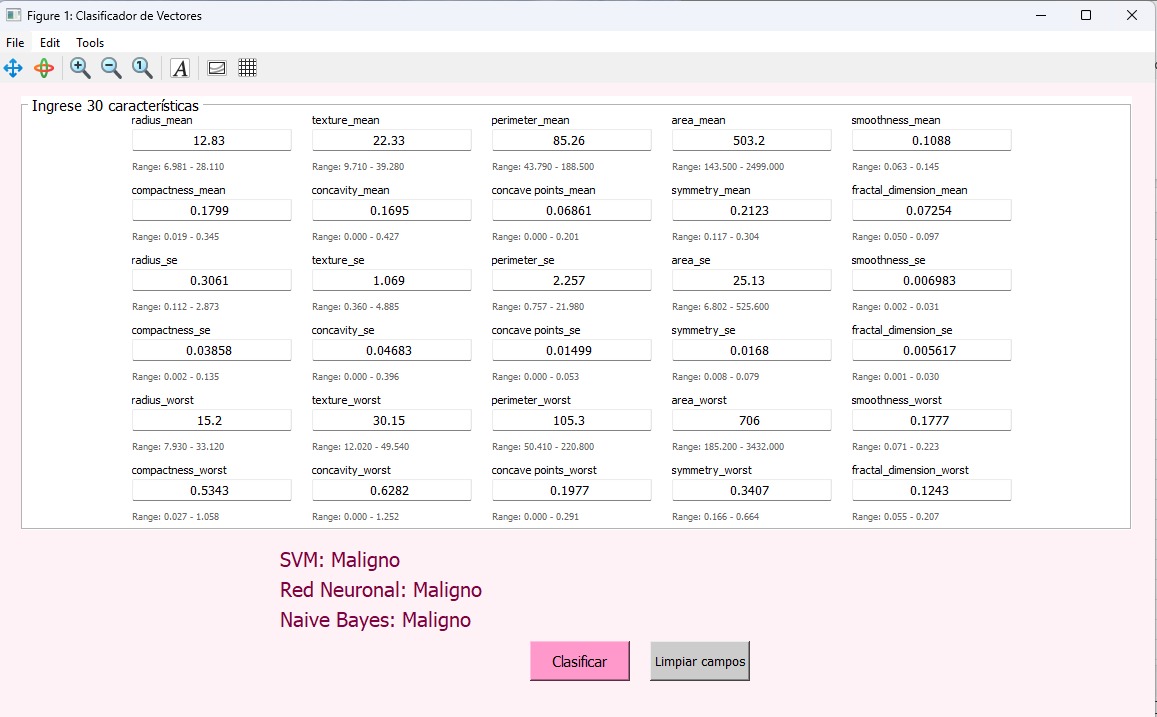 Figure 1: Clasificador de Vectores
File Edit Tools
A
Ingrese 30 características
radius_mean texture_mean perimeter_mean area_mean smoothness_mean
12.83 22.33 85.26 503.2 0.1088
Range: 6.981 - 28.110 Range: 9.710 - 39.280 Range: 43.790 - 188.500 Range: 143.500 - 2499.000 Range: 0.063 - 0.145
compactness_mean concavity_mean concave points_mean symmetry_mean fractal_dimension_mean
0.1799 0.1695 0.06861 0.2123 0.07254
Range: 0.019 - 0.345 Range: 0.000 - 0.427 Range: 0.000 - 0.201 Range: 0.117 - 0.304 Range: 0.050 - 0.097
radius_se texture_se perimeter_se area_se smoothness_se
0.3061 1.069 2.257 25.13 0.006983
Range: 0.112 - 2.873 Range: 0.360 - 4.885 Range: 0.757 - 21.980 Range: 6.802 - 525.600 Range: 0.002 - 0.031
compactness_se concavity_se concave points_se symmetry_se fractal_dimension_se
0.03858 0.04683 0.01499 0.0168 0.005617
Range: 0.002 - 0.135 Range: 0.000 - 0.396 Range: 0.000 - 0.053 Range: 0.008 - 0.079 Range: 0.001 - 0.030
radius_worst texture_worst perimeter_worst area_worst smoothness_worst
15.2 30.15 105.3 706 0.1777
Range: 7.930 - 33.120 Range: 12.020 - 49.540 Range: 50.410 - 220.800 Range: 185.200 - 3432.000 Range: 0.071 - 0.223
compactness_worst concavity_worst concave points_worst symmetry_worst fractal_dimension_worst
0.5343 0.6282 0.1977 0.3407 0.1243
Range: 0.027 - 1.058 Range: 0.000 - 1.252 Range: 0.000 - 0.291 Range: 0.166 - 0.664 Range: 0.055 - 0.207
SVM: Maligno
Red Neuronal: Maligno
Naive Bayes: Maligno
Clasificar Limpiar campos